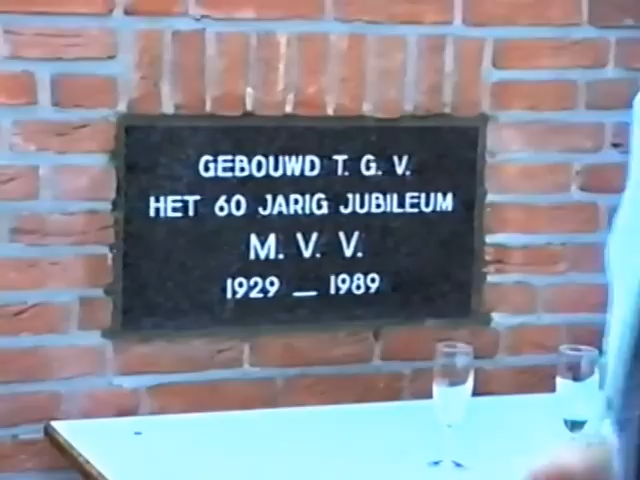 GEBOUWD T. G. V.
HET 60 JARIG JUBILEUM
M. V. V.
1929 _ 1989